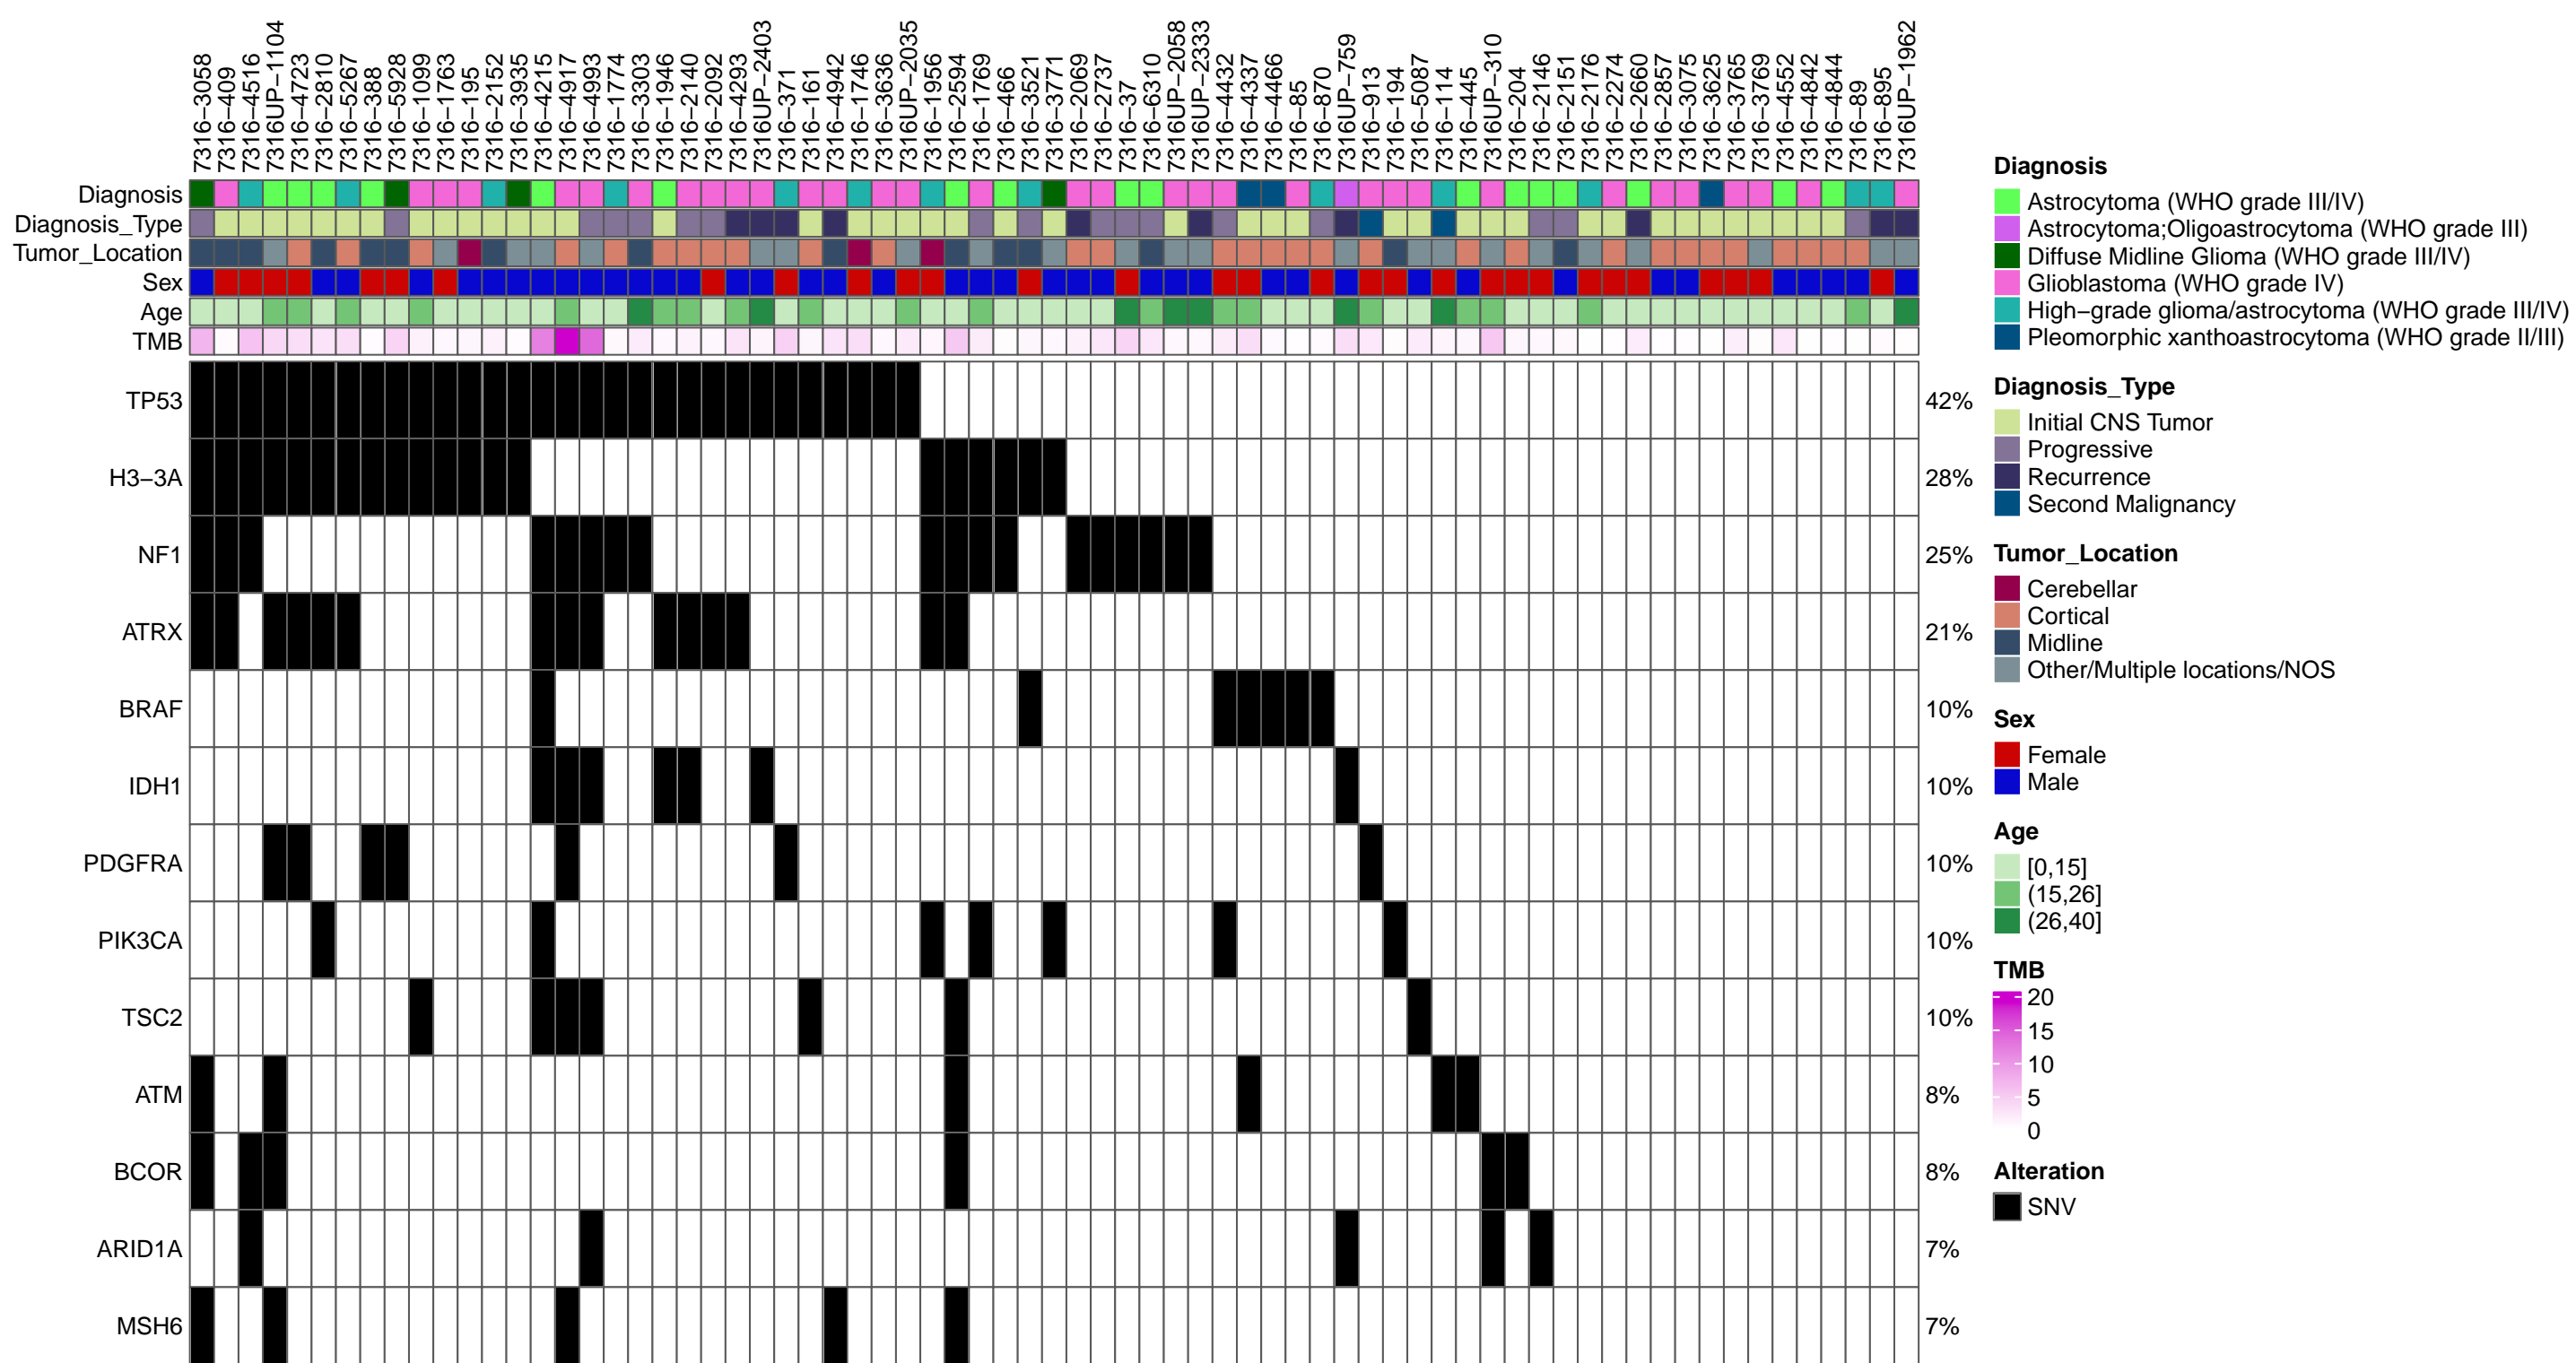 7316−3058
7316−409
7316−4516
7316UP−1104
7316−4723
7316−2810
7316−5267
7316−388
7316−5928
7316−1099
7316−1763
7316−195
7316−2152
7316−3935
7316−4215
7316−4917
7316−4993
7316−1774
7316−3303
7316−1946
7316−2140
7316−2092
7316−4293
7316UP−2403
7316−371
7316−161
7316−4942
7316−1746
7316−3636
7316UP−2035
7316−1956
7316−2594
7316−1769
7316−466
7316−3521
7316−3771
7316−2069
7316−2737
7316−37
7316−6310
7316UP−2058
7316UP−2333
7316−4432
7316−4337
7316−4466
7316−85
7316−870
7316UP−759
7316−913
7316−194
7316−5087
7316−114
7316−445
7316UP−310
7316−204
7316−2146
7316−2151
7316−2176
7316−2274
7316−2660
7316−2857
7316−3075
7316−3625
7316−3765
7316−3769
7316−4552
7316−4842
7316−4844
7316−89
7316−895
7316UP−1962
Diagnosis
Diagnosis_Type
Tumor_Location
Sex
Age
TMB
TP53 42%
H3−3A 28%
NF1 25%
ATRX 21%
BRAF 10%
IDH1 10%
PDGFRA 10%
PIK3CA 10%
TSC2 10%
ATM 8%
BCOR 8%
ARID1A 7%
MSH6 7%
Diagnosis
Astrocytoma (WHO grade III/IV)
Astrocytoma;Oligoastrocytoma (WHO grade III)
Diffuse Midline Glioma (WHO grade III/IV)
Glioblastoma (WHO grade IV)
High−grade glioma/astrocytoma (WHO grade III/IV)
Pleomorphic xanthoastrocytoma (WHO grade II/III)
Diagnosis_Type
Initial CNS Tumor
Progressive
Recurrence
Second Malignancy
Tumor_Location
Cerebellar
Cortical
Midline
Other/Multiple locations/NOS
Sex
Female
Male
Age
[0,15]
(15,26]
(26,40]
TMB
20
15
10
5
0
Alteration
SNV